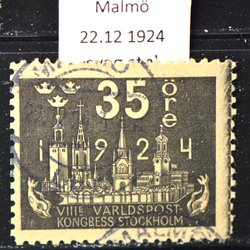 Malmö
22.12 1924
35
öre
1924
VIIIE VÄRLDSPOST-
KONGRESS STOCKHOLM